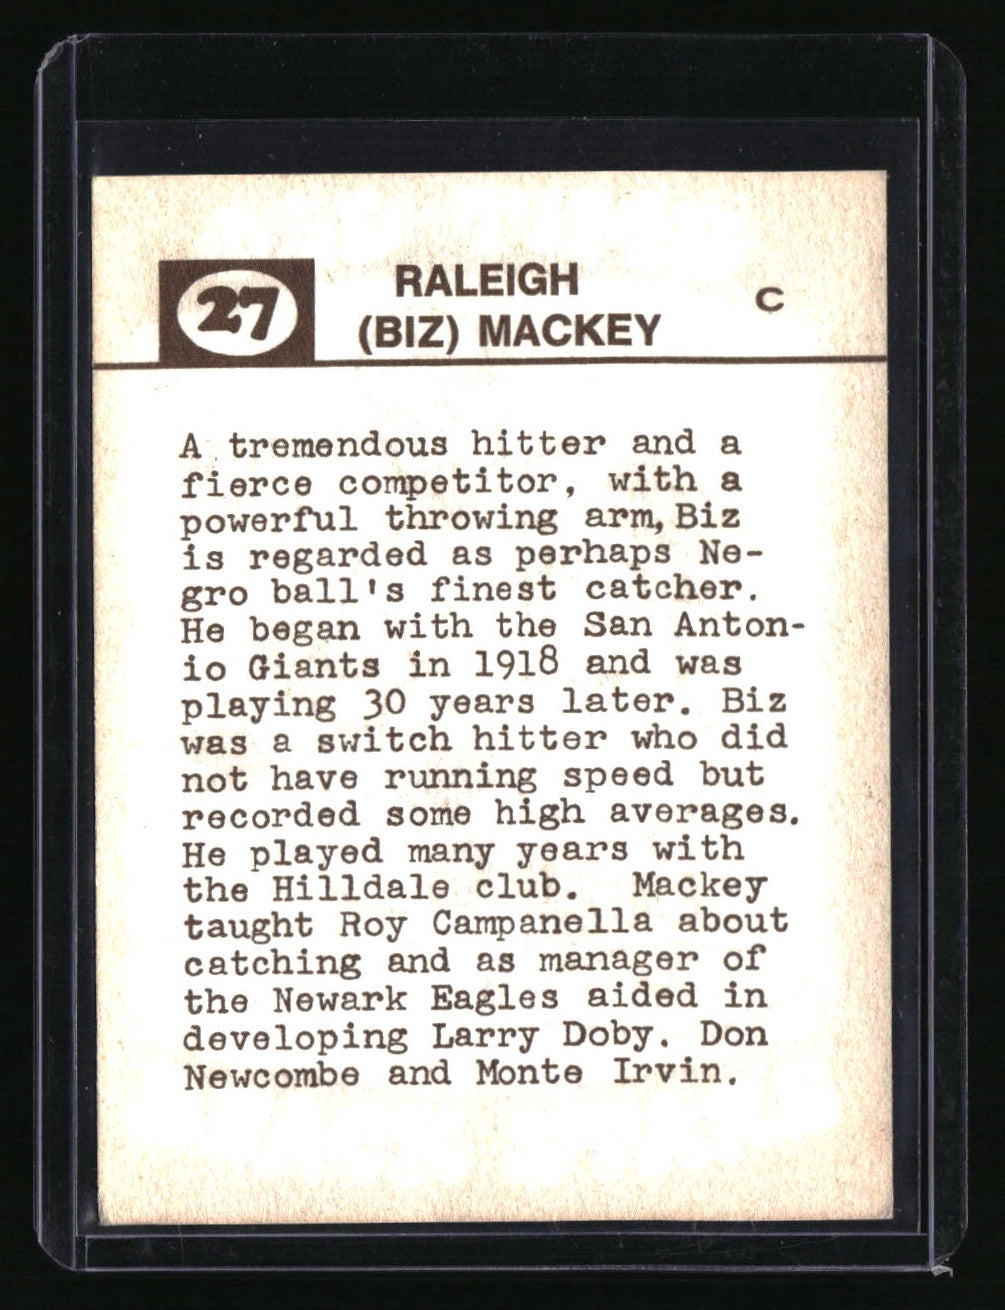 27
RALEIGH
(BIZ) MACKEY
C
A tremendous hitter and a
fierce competitor, with a
powerful throwing arm, Biz
is regarded as perhaps Ne-
gro ball's finest catcher.
He began with the San Anton-
io Giants in 1918 and was
playing 30 years later. Biz
was a switch hitter who did
not have running speed but
recorded some high averages.
He played many years with
the Hilldale club. Mackey
taught Roy Campanella about
catching and as manager of
the Newark Eagles aided in
developing Larry Doby. Don
Newcombe and Monte Irvin.